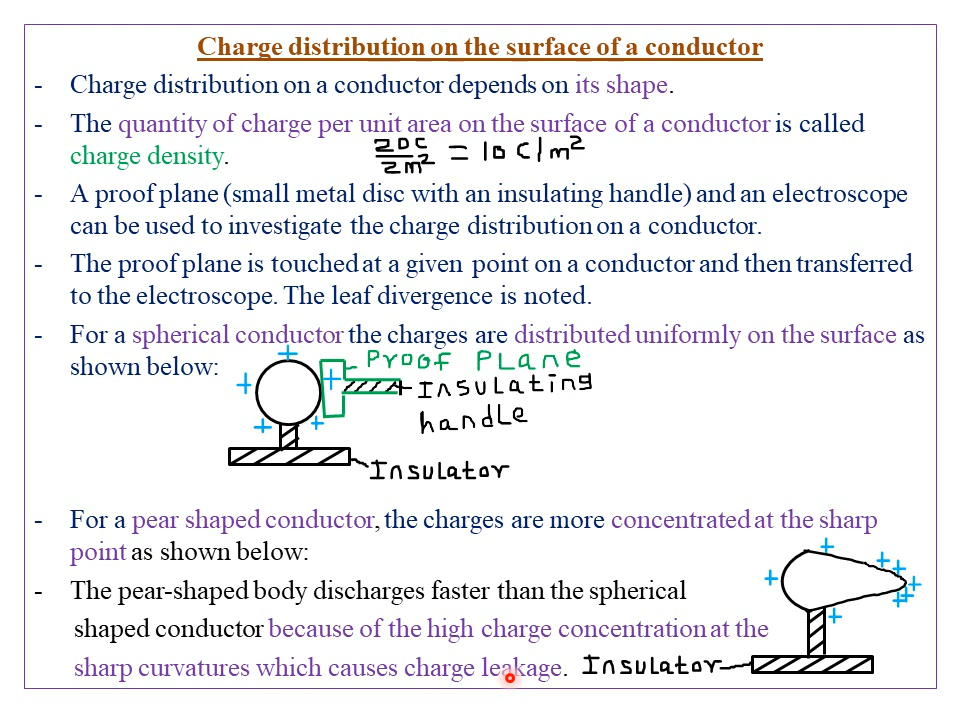 Charge distribution on the surface of a conductor
- Charge distribution on a conductor depends on its shape.
- The quantity of charge per unit area on the surface of a conductor is called
charge density.
20C/2m² = 10 C/m²
- A proof plane (small metal disc with an insulating handle) and an electroscope
can be used to investigate the charge distribution on a conductor.
- The proof plane is touched at a given point on a conductor and then transferred
to the electroscope. The leaf divergence is noted.
- For a spherical conductor the charges are distributed uniformly on the surface as
shown below:
Proof Plane
Insulating
handle
Insulator
- For a pear shaped conductor, the charges are more concentrated at the sharp
point as shown below:
- The pear-shaped body discharges faster than the spherical
shaped conductor because of the high charge concentration at the
sharp curvatures which causes charge leakage.
Insulator